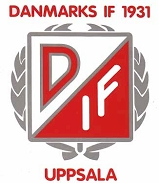 DANMARKS IF 1931
D
IF
UPPSALA